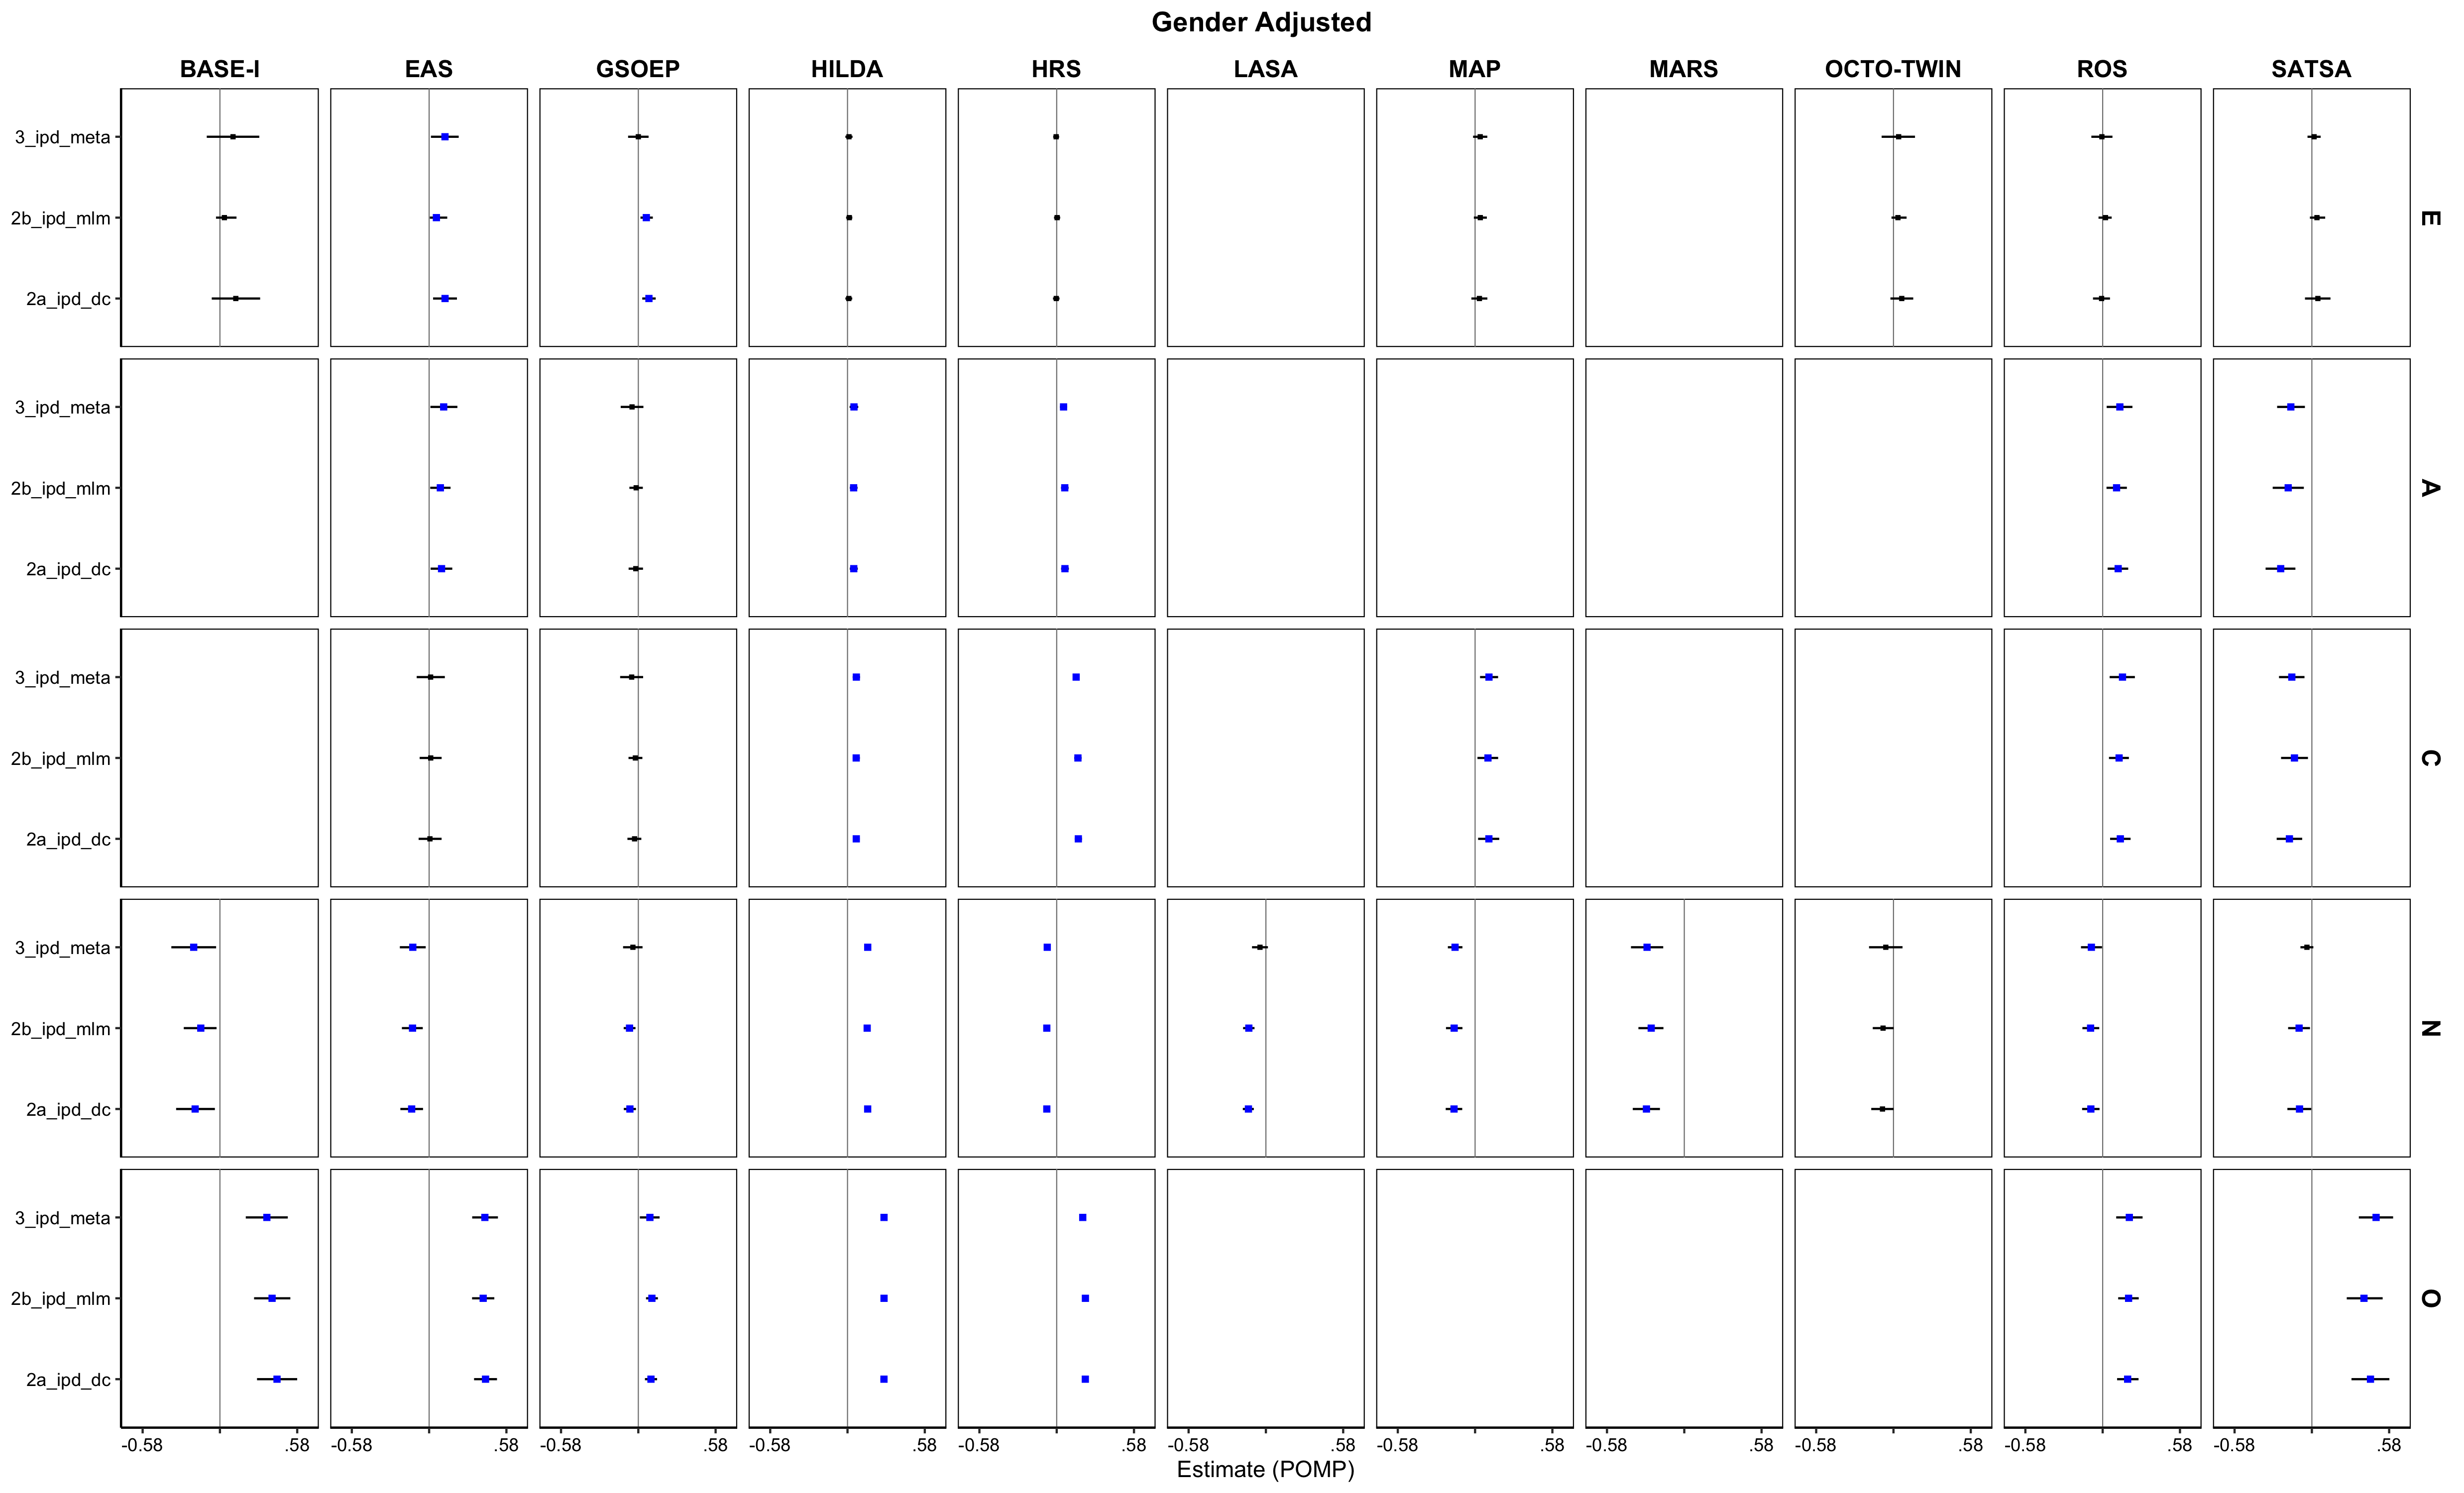 Gender Adjusted
BASE-I EAS GSOEP HILDA HRS LASA MAP MARS OCTO-TWIN ROS SATSA
3_ipd_meta
2b_ipd_mlm
2a_ipd_dc
E
3_ipd_meta
2b_ipd_mlm
2a_ipd_dc
A
3_ipd_meta
2b_ipd_mlm
2a_ipd_dc
C
3_ipd_meta
2b_ipd_mlm
2a_ipd_dc
N
3_ipd_meta
2b_ipd_mlm
2a_ipd_dc
O
-0.58 .58 -0.58 .58 -0.58 .58 -0.58 .58 -0.58 .58 -0.58 .58 -0.58 .58 -0.58 .58 -0.58 .58 -0.58 .58 -0.58 .58
Estimate (POMP)